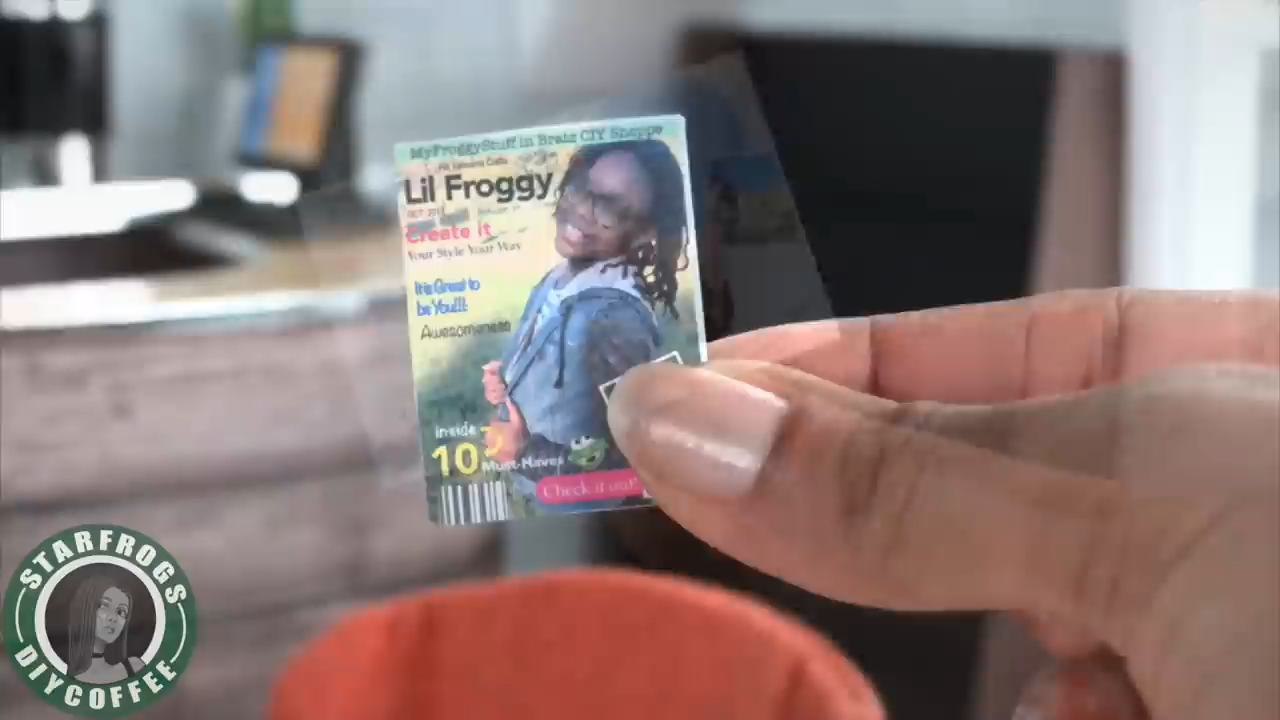 MyFroggyStuff in Bratz CIY Shoppe
Lil Froggy
Create it
Your Style Your Way
It is Great to
be You!!!
Awesomeness
inside
10
Must-Haves
Check it out!
STARFROGS
DIYCOFFEE